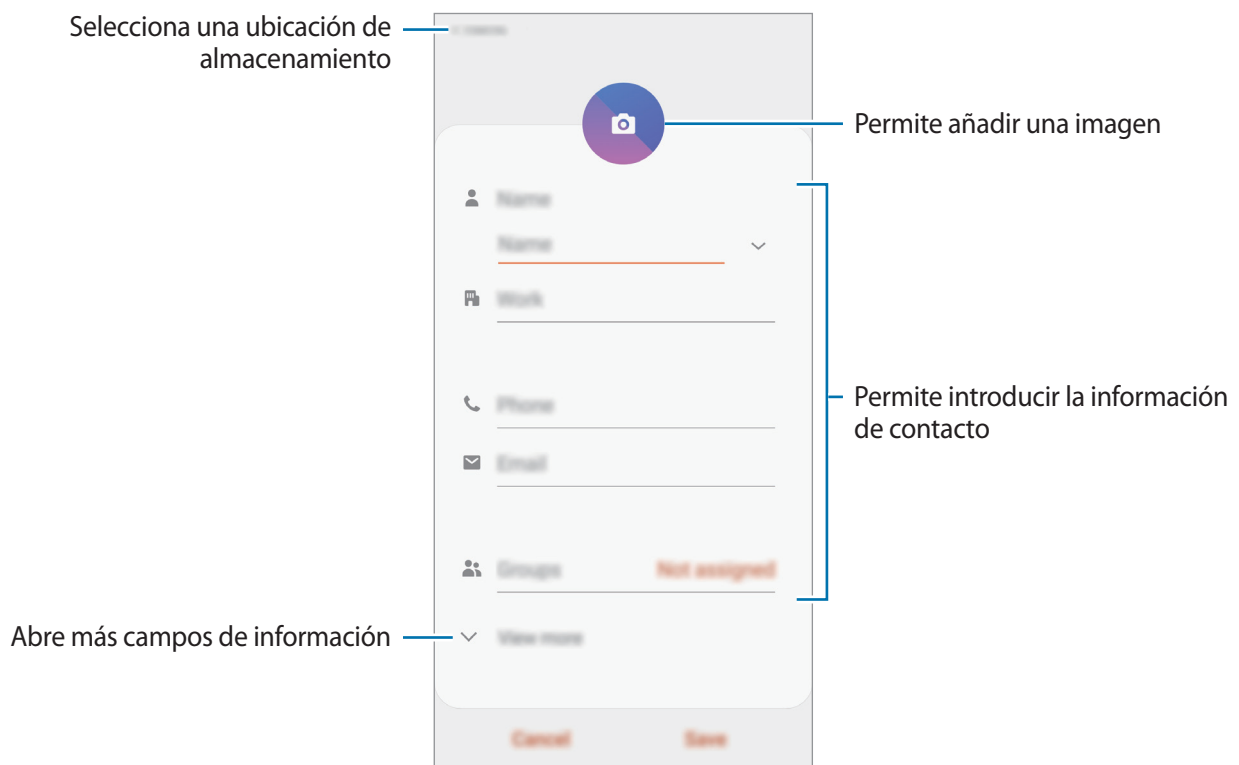 Selecciona una ubicación de
almacenamiento
Permite añadir una imagen
Name
Name
Work
Phone
Permite introducir la información
de contacto
Email
Groups Not assigned
Abre más campos de información
View more
Cancel Save